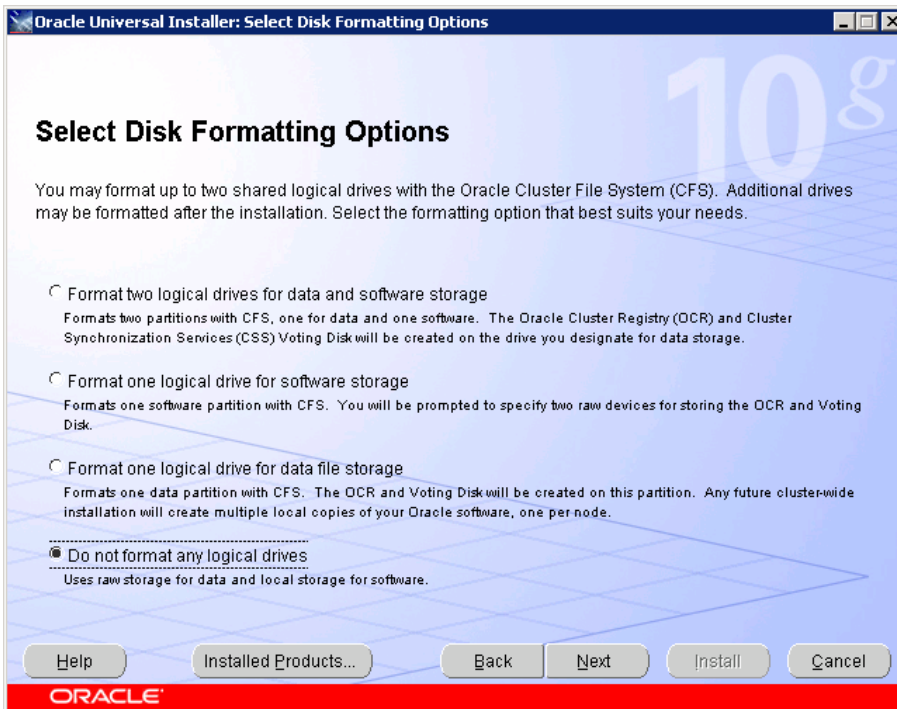 Oracle Universal Installer: Select Disk Formatting Options
10g
Select Disk Formatting Options
You may format up to two shared logical drives with the Oracle Cluster File System (CFS). Additional drives
may be formatted after the installation. Select the formatting option that best suits your needs.
Format two logical drives for data and software storage
Formats two partitions with CFS, one for data and one software. The Oracle Cluster Registry (OCR) and Cluster
Synchronization Services (CSS) Voting Disk will be created on the drive you designate for data storage.
Format one logical drive for software storage
Formats one software partition with CFS. You will be prompted to specify two raw devices for storing the OCR and Voting
Disk.
Format one logical drive for data file storage
Formats one data partition with CFS. The OCR and Voting Disk will be created on this partition. Any future cluster-wide
installation will create multiple local copies of your Oracle software, one per node.
Do not format any logical drives
Uses raw storage for data and local storage for software.
Help Installed Products... Back Next Install Cancel
ORACLE